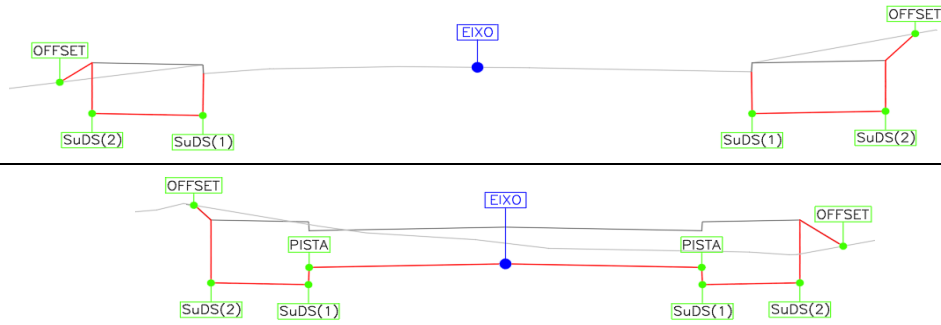 OFFSET
EIXO
OFFSET
SuDS(2)
SuDS(1)
SuDS(1)
SuDS(2)
OFFSET
EIXO
OFFSET
PISTA
PISTA
SuDS(2)
SuDS(1)
SuDS(1)
SuDS(2)